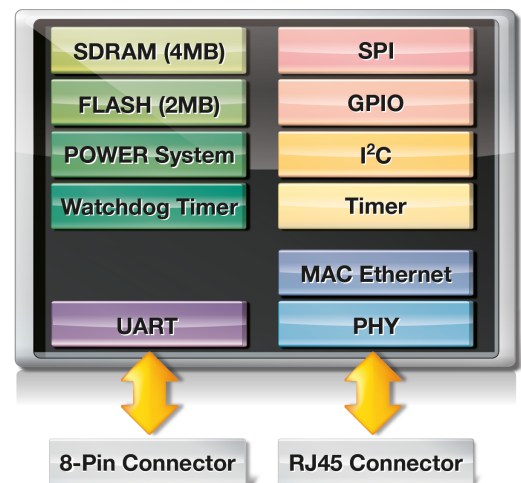 SDRAM (4MB)
SPI
FLASH (2MB)
GPIO
POWER System
I²C
Watchdog Timer
Timer
MAC Ethernet
UART
PHY
8-Pin Connector
RJ45 Connector